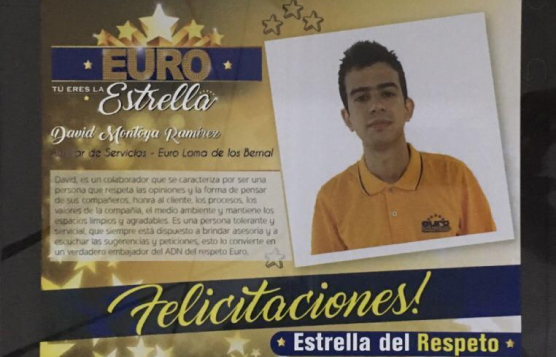 EURO
TÚ ERES LA
Estrella
David Montoya Ramírez
de Servicios - Euro Loma de los Bernal
David, es un colaborador que se caracteriza por ser una
persona que respeta las opiniones y la forma de pensar
de sus compañeros, honra al cliente, los procesos, los
valores de la compañía, el medio ambiente y mantiene los
espacios limpios y agradables. Es una persona tolerante y
servicial, que siempre está dispuesto a brindar asesoría y a
escuchar las sugerencias y peticiones, esto lo convierte en
un verdadero embajador del ADN del respeto Euro.
euro
Felicitaciones!
Estrella del Respeto